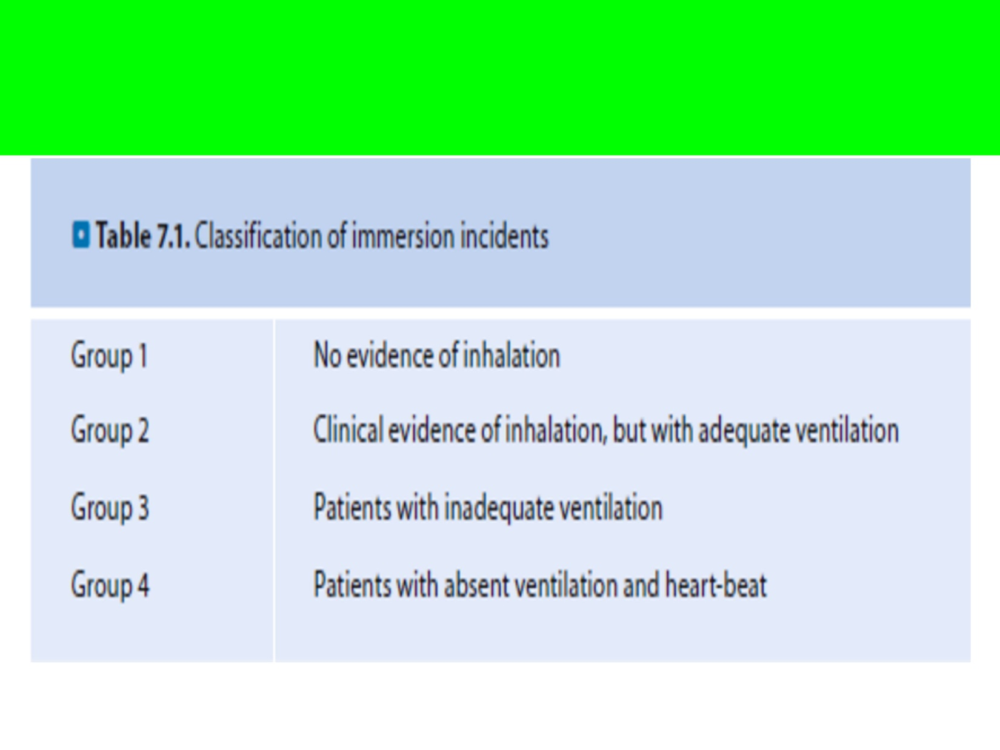 Table 7.1. Classification of immersion incidents
Group 1 No evidence of inhalation
Group 2 Clinical evidence of inhalation, but with adequate ventilation
Group 3 Patients with inadequate ventilation
Group 4 Patients with absent ventilation and heart-beat